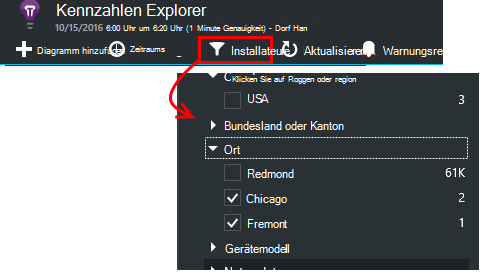 Kennzahlen Explorer
10/15/2016 6:00 Uhr um 6:20 Uhr (1 Minute Genauigkeit) - Dorf Han
Diagramm hinzufüge Zeitraums Installateure Aktualisieren Warnungsre
Klicken Sie auf Roggen oder region
USA 3
Bundesland oder Kanton
Ort
Redmond 61K
Chicago 2
Fremont 1
Gerätemodell